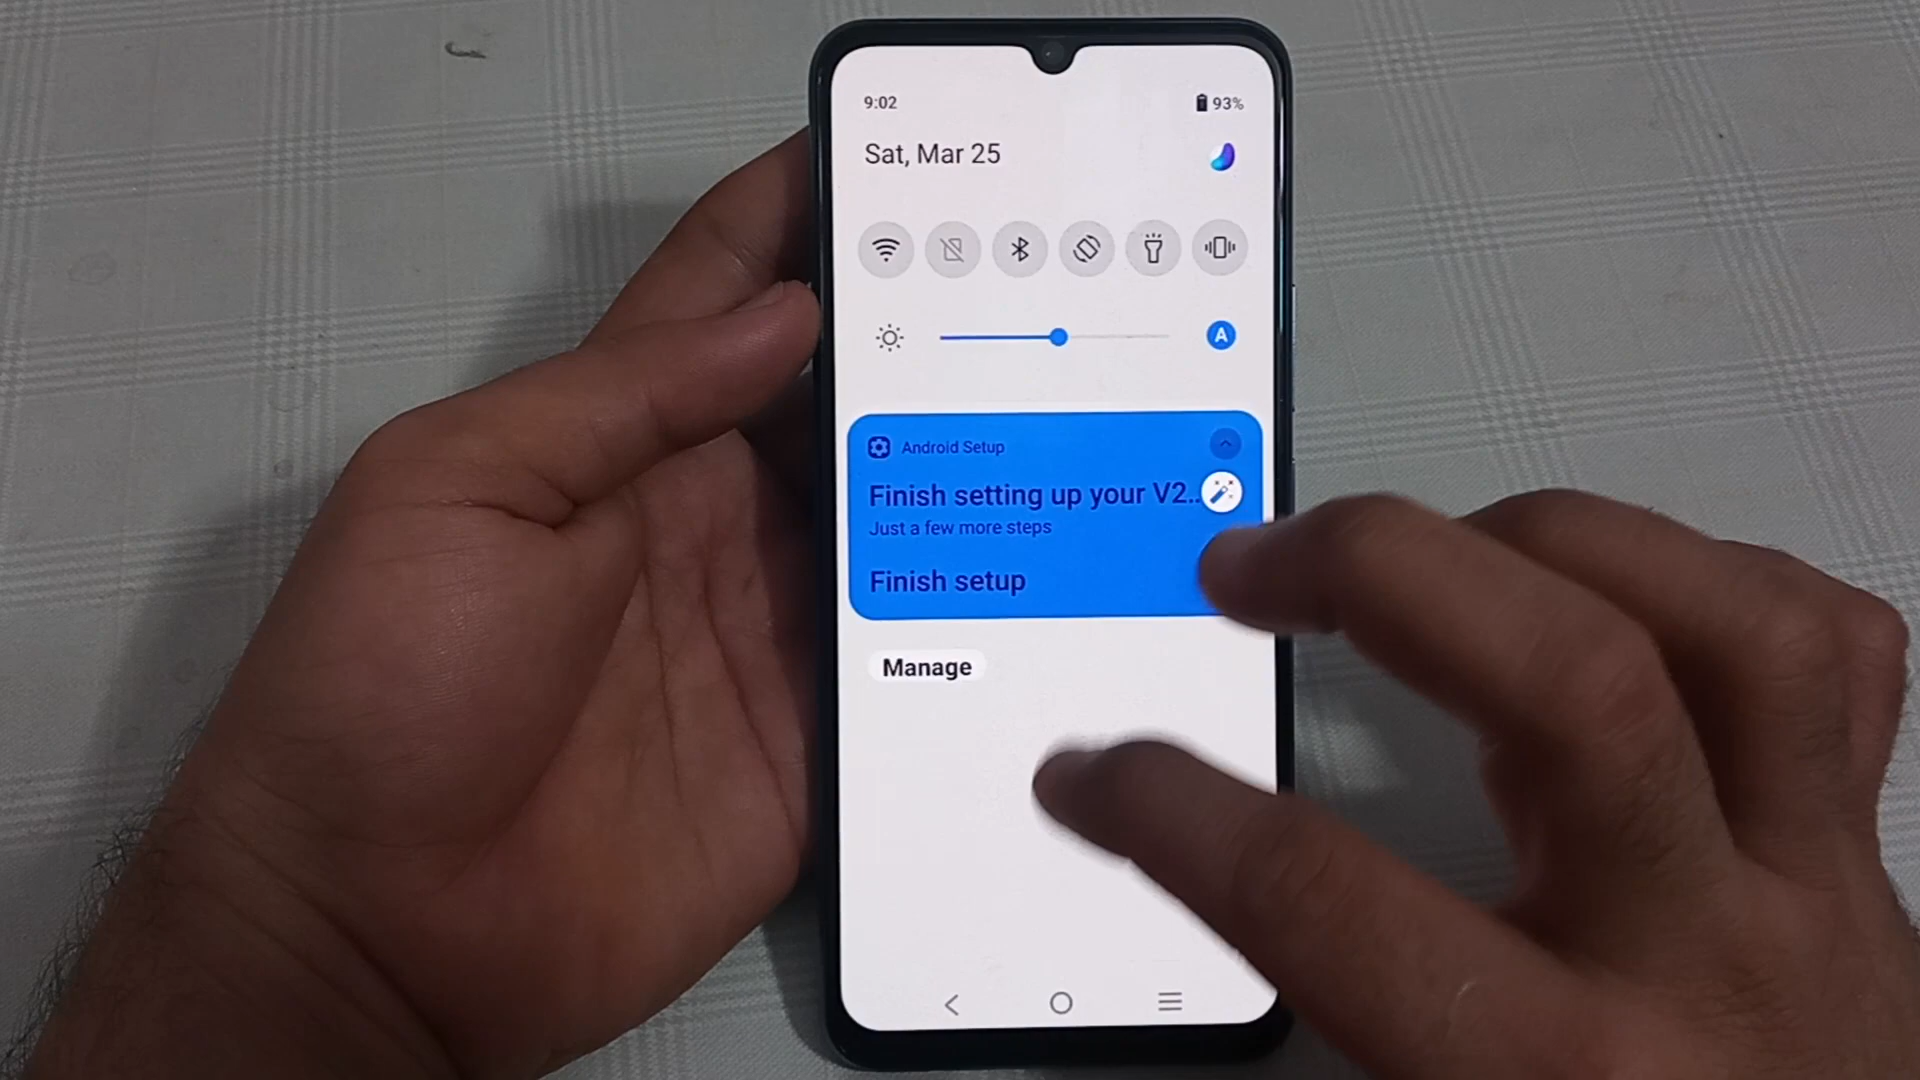 9:02
93%
Sat, Mar 25
A
Android Setup
Finish setting up your V2..
Just a few more steps
Finish setup
Manage